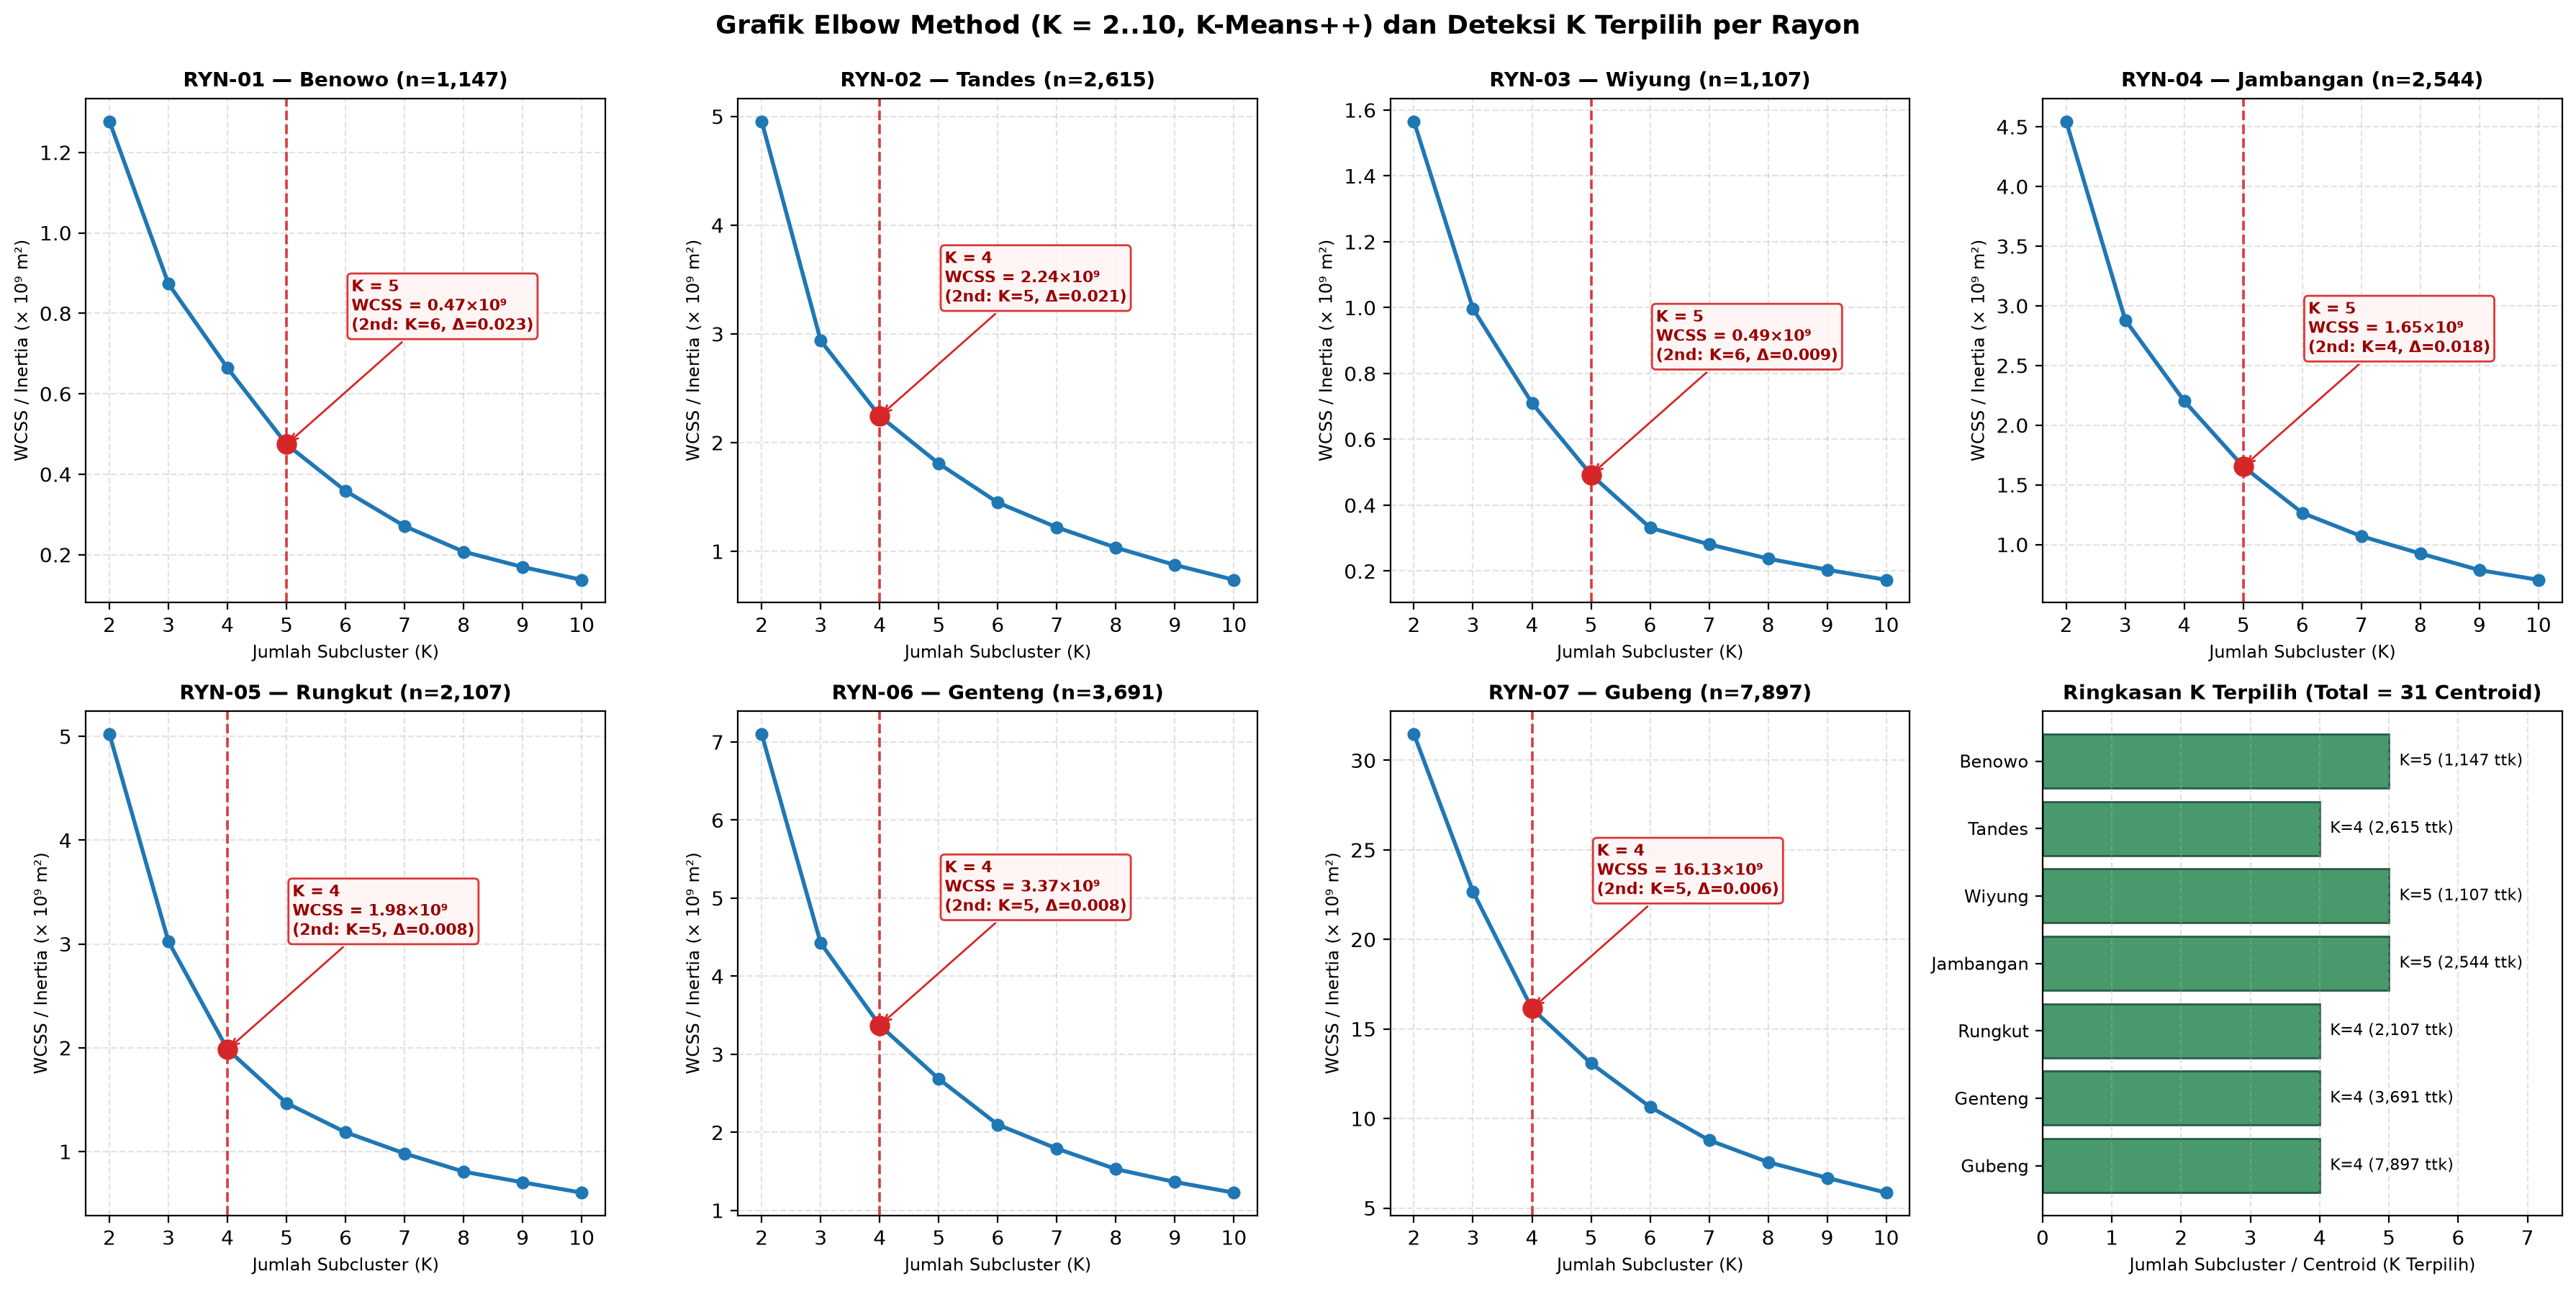 Grafik Elbow Method (K = 2..10, K-Means++) dan Deteksi K Terpilih per Rayon
RYN-01 — Benowo (n=1,147)
WCSS / Inertia (× 10⁹ m²)
1.2
1.0
0.8
0.6
0.4
0.2
K = 5
WCSS = 0.47×10⁹
(2nd: K=6, Δ=0.023)
2 3 4 5 6 7 8 9 10
Jumlah Subcluster (K)
RYN-02 — Tandes (n=2,615)
WCSS / Inertia (× 10⁹ m²)
5
4
3
2
1
K = 4
WCSS = 2.24×10⁹
(2nd: K=5, Δ=0.021)
2 3 4 5 6 7 8 9 10
Jumlah Subcluster (K)
RYN-03 — Wiyung (n=1,107)
WCSS / Inertia (× 10⁹ m²)
1.6
1.4
1.2
1.0
0.8
0.6
0.4
0.2
K = 5
WCSS = 0.49×10⁹
(2nd: K=6, Δ=0.009)
2 3 4 5 6 7 8 9 10
Jumlah Subcluster (K)
RYN-04 — Jambangan (n=2,544)
WCSS / Inertia (× 10⁹ m²)
4.5
4.0
3.5
3.0
2.5
2.0
1.5
1.0
K = 5
WCSS = 1.65×10⁹
(2nd: K=4, Δ=0.018)
2 3 4 5 6 7 8 9 10
Jumlah Subcluster (K)
RYN-05 — Rungkut (n=2,107)
WCSS / Inertia (× 10⁹ m²)
5
4
3
2
1
K = 4
WCSS = 1.98×10⁹
(2nd: K=5, Δ=0.008)
2 3 4 5 6 7 8 9 10
Jumlah Subcluster (K)
RYN-06 — Genteng (n=3,691)
WCSS / Inertia (× 10⁹ m²)
7
6
5
4
3
2
1
K = 4
WCSS = 3.37×10⁹
(2nd: K=5, Δ=0.008)
2 3 4 5 6 7 8 9 10
Jumlah Subcluster (K)
RYN-07 — Gubeng (n=7,897)
WCSS / Inertia (× 10⁹ m²)
30
25
20
15
10
5
K = 4
WCSS = 16.13×10⁹
(2nd: K=5, Δ=0.006)
2 3 4 5 6 7 8 9 10
Jumlah Subcluster (K)
Ringkasan K Terpilih (Total = 31 Centroid)
Benowo K=5 (1,147 ttk)
Tandes K=4 (2,615 ttk)
Wiyung K=5 (1,107 ttk)
Jambangan K=5 (2,544 ttk)
Rungkut K=4 (2,107 ttk)
Genteng K=4 (3,691 ttk)
Gubeng K=4 (7,897 ttk)
0 1 2 3 4 5 6 7
Jumlah Subcluster / Centroid (K Terpilih)